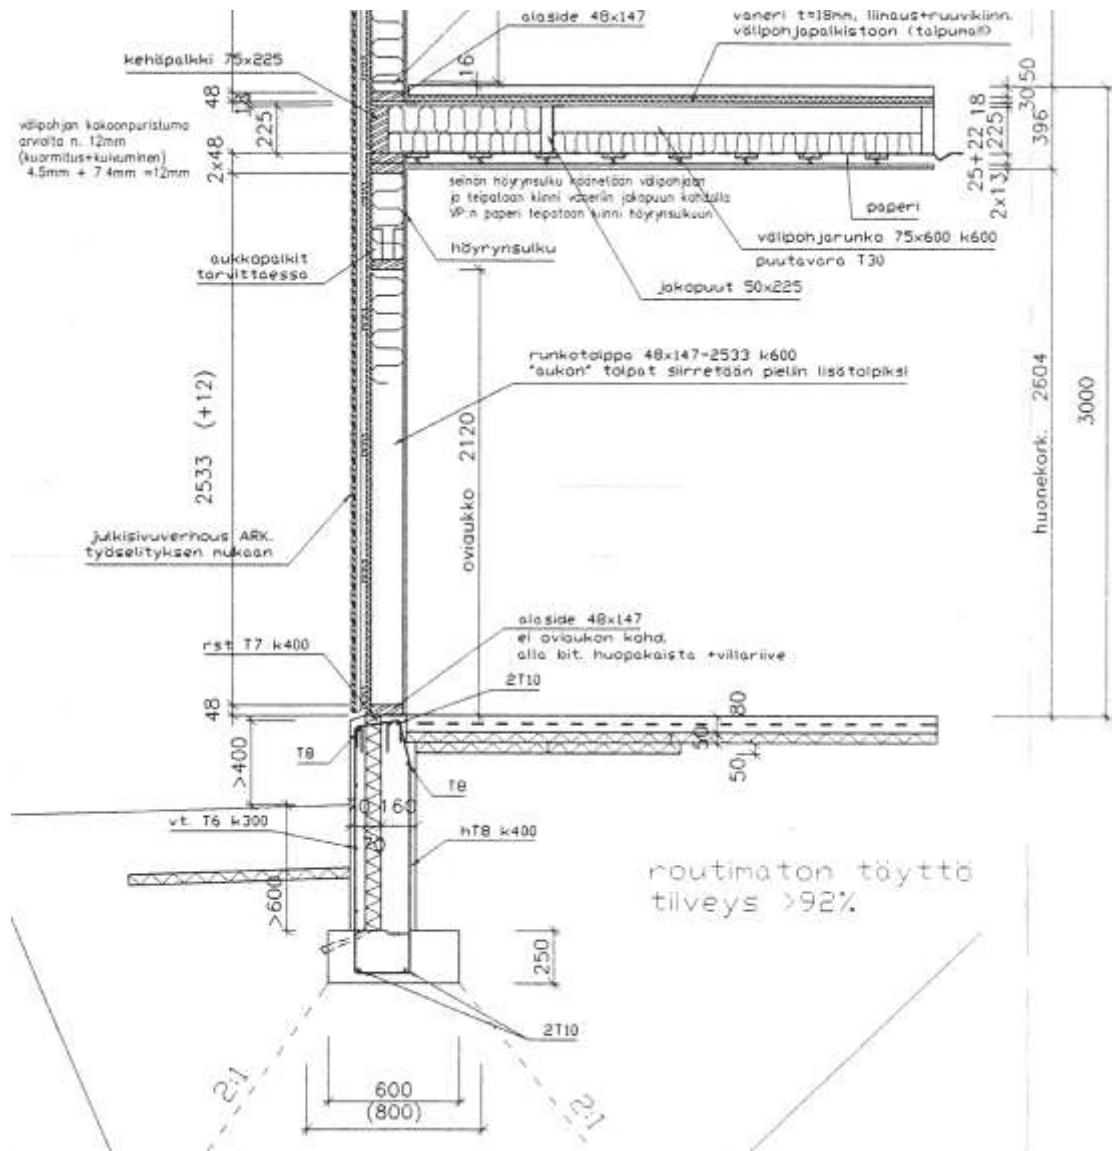 alaside 48x147
vaneri t=18mm, liimaus+ruuvikiinn.
välipohjapalkistoon (taipuma!!)
kehäpalkki 75x225
16
48
225
2x48
välipohjan kokoonpuristuma
arviolta n. 12mm
(kuormitus+kuivuminen)
4.5mm + 7.4mm =12mm
50
30
18
225
25+22
2x13
396
seinän höyrynsulku käänetään välipohjaan
ja teipataan kiinni vaneriin jakopuun kohdalla
VP:n paperi teipataan kiinni höyrynsulkuun
paperi
välipohjarunko 75x600 k600
puutavara T30
höyrynsulku
aukkopalkit
tarvittaessa
jakopuut 50x225
runkotolppa 48x147-2533 k600
"aukon" tolpat siirretään pieliin lisätolpiksi
2533 (+12)
oviaukko 2120
huonekork. 2604
3000
julkisivuverhous ARK.
työselityksen mukaan
alaside 48x147
ei oviaukon kohd.
alla bit. huopakaista +villariive
rst T7 k400
2T10
48
80
50
50
>400
T8
T8
160
vt. T6 k300
70
hT8 k400
>600
routimaton täyttö
tiiveys >92%
250
2T10
2:1
2:1
600
(800)